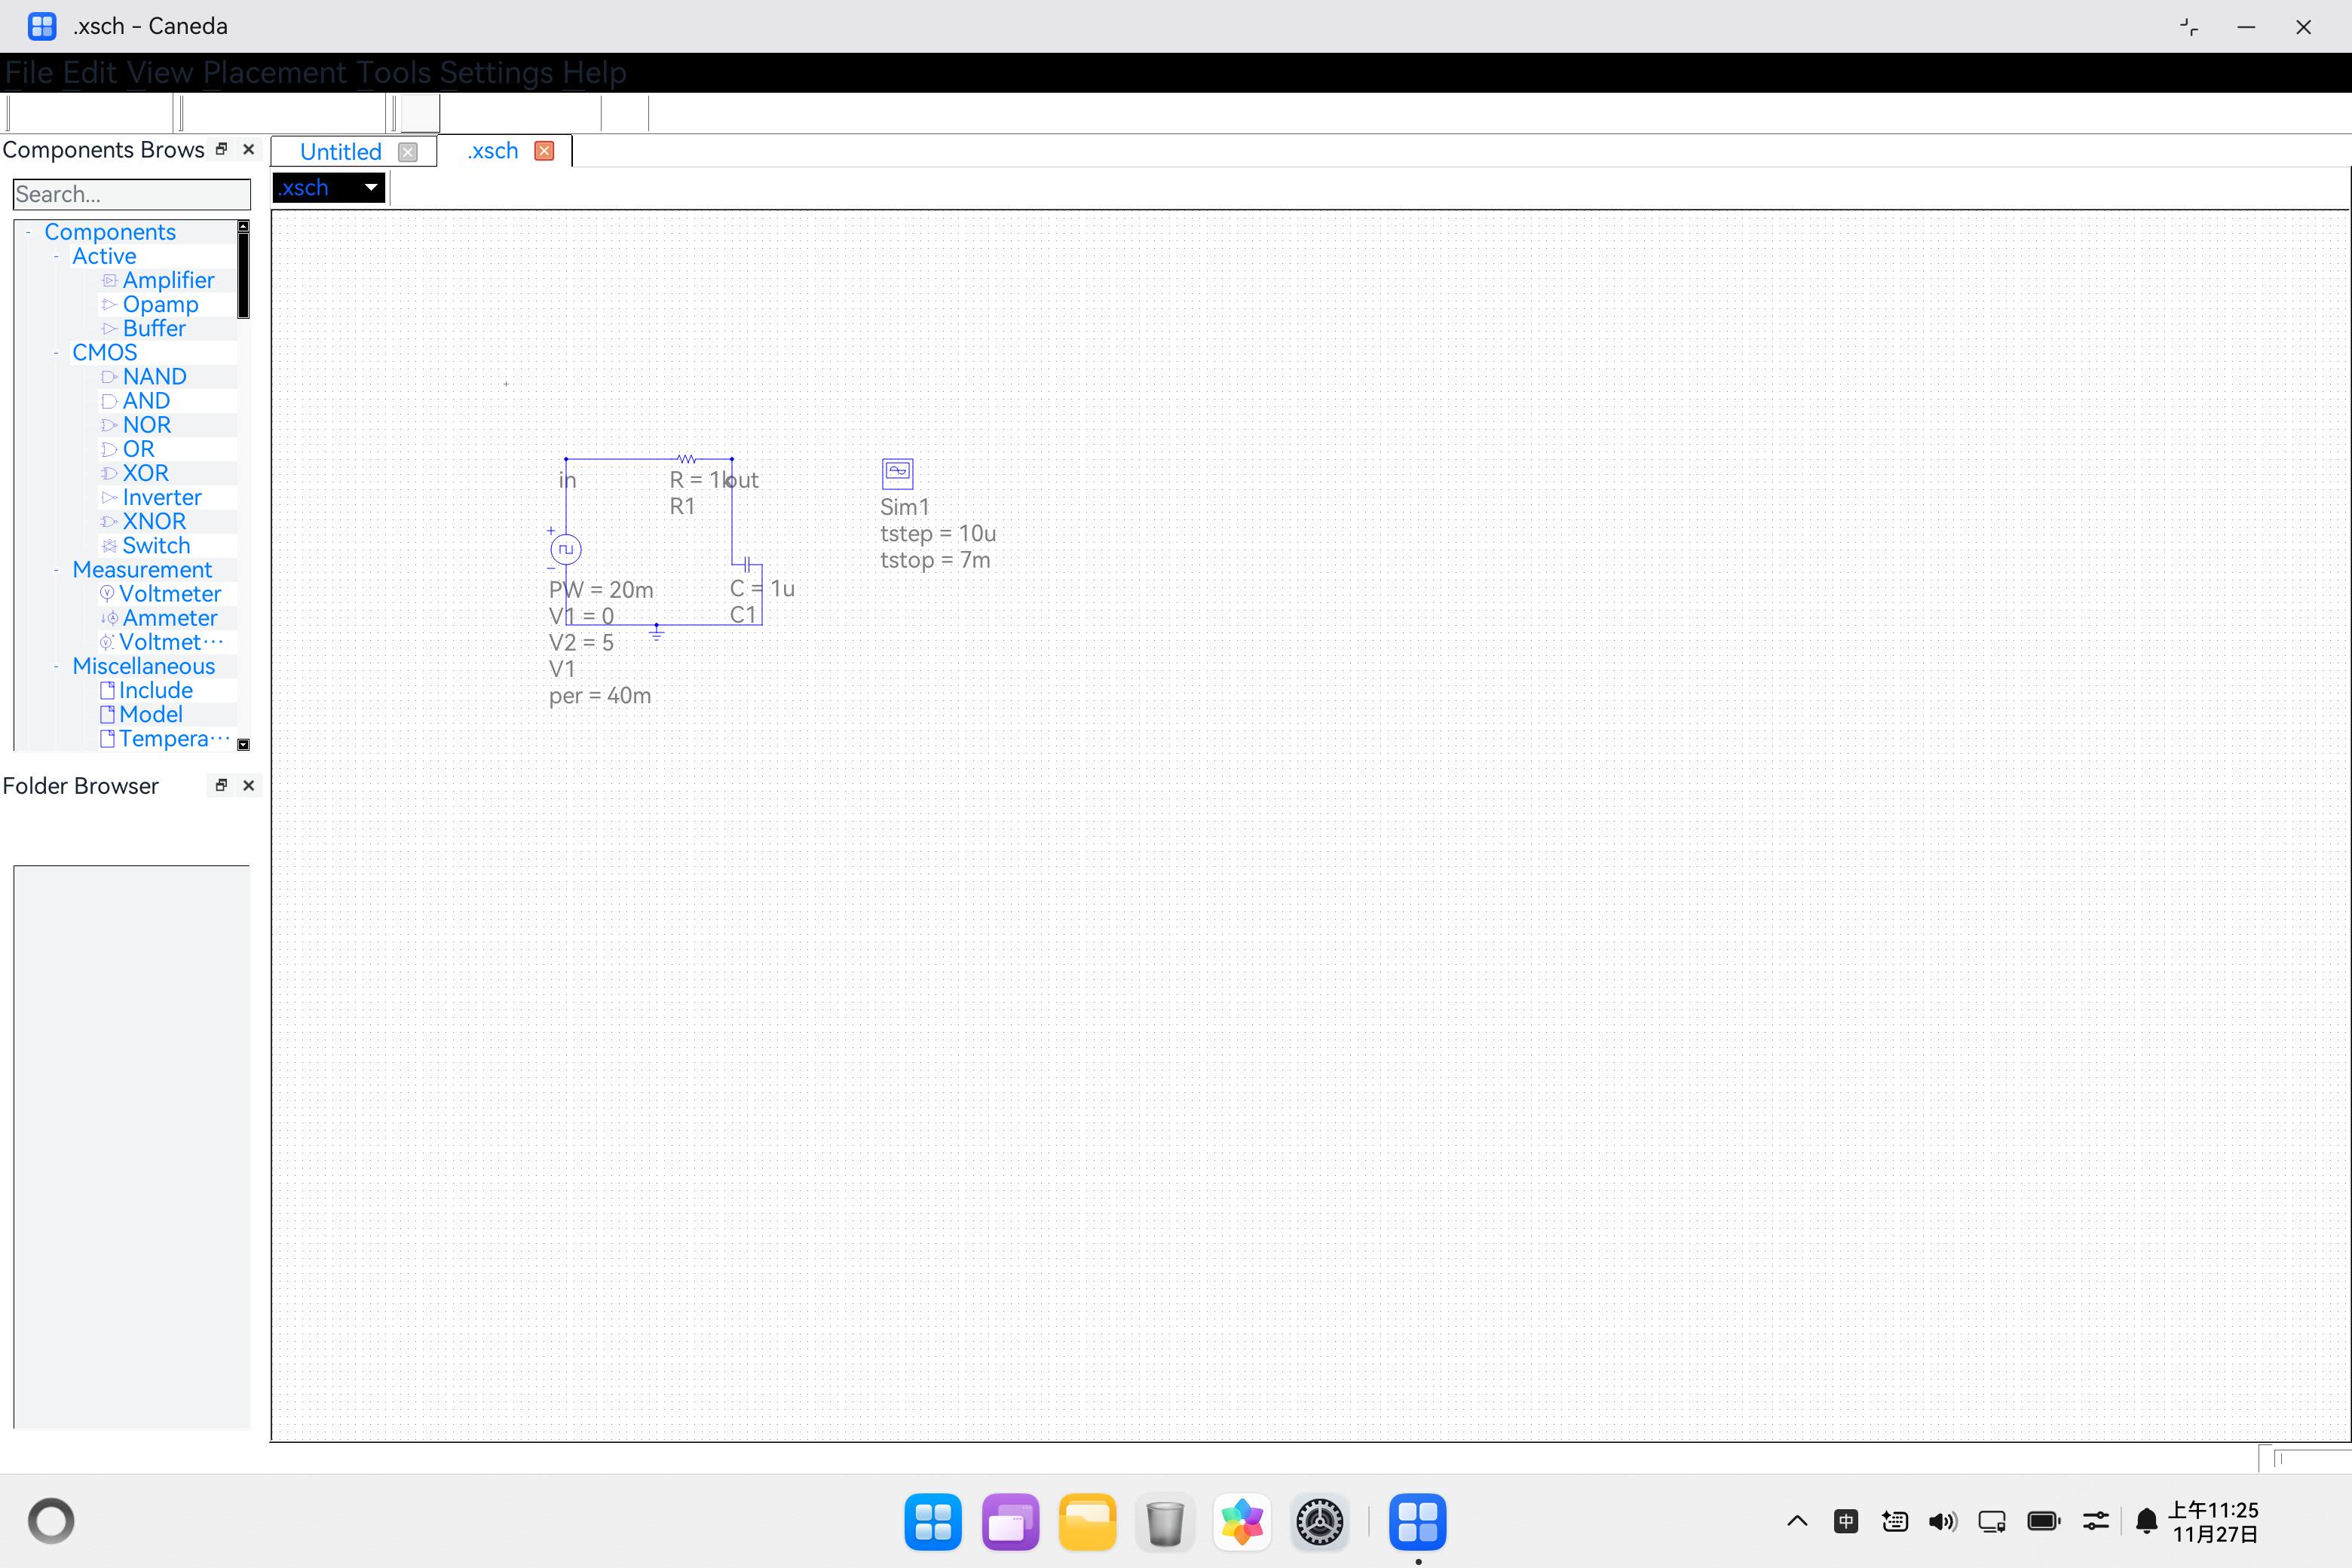 .xsch - Caneda
File Edit View Placement Tools Settings Help
Components Brows
Untitled
.xsch
.xsch
Search...
Components
Active
Amplifier
Opamp
Buffer
CMOS
NAND
AND
NOR
OR
XOR
Inverter
XNOR
Switch
Measurement
Voltmeter
Ammeter
Voltmet···
Miscellaneous
Include
Model
Tempera···
Folder Browser
in
R = 1k
out
R1
Sim1
tstep = 10u
tstop = 7m
PW = 20m
V1 = 0
V2 = 5
V1
per = 40m
C = 1u
C1
中
上午11:25
11月27日